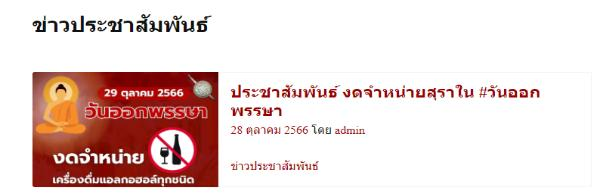 ข่าวประชาสัมพันธ์
29 ตุลาคม 2566
วันออกพรรษา
งดจำหน่าย
เครื่องดื่มแอลกอฮอล์ทุกชนิด
ประชาสัมพันธ์ งดจำหน่ายสุราใน #วันออก
พรรษา
28 ตุลาคม 2566 โดย admin
ข่าวประชาสัมพันธ์